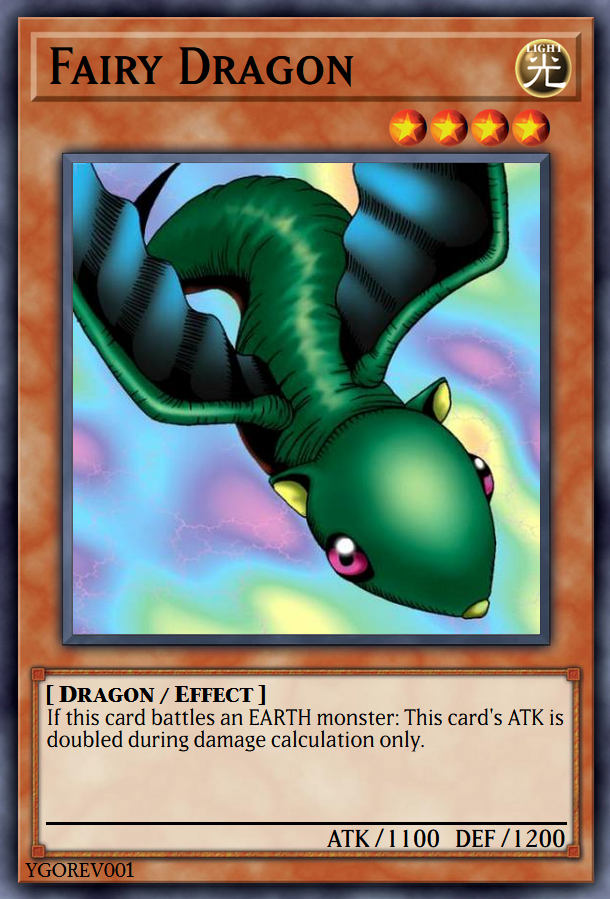 FAIRY DRAGON
LIGHT
光
[ DRAGON / EFFECT ]
If this card battles an EARTH monster: This card's ATK is
doubled during damage calculation only.
ATK / 1100 DEF / 1200
YGOREV001